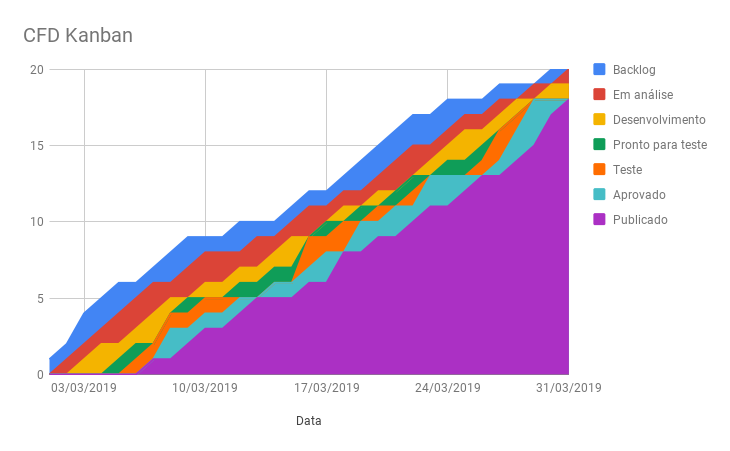 CFD Kanban
20
15
10
5
0
03/03/2019
10/03/2019
17/03/2019
24/03/2019
31/03/2019
Data
Backlog
Em análise
Desenvolvimento
Pronto para teste
Teste
Aprovado
Publicado